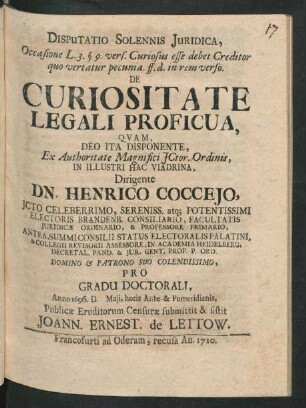 17
DISPUTATIO SOLENNIS JURIDICA,
Occasione L. 3. § 9. vers. Curiosus esse debet Creditor
quo vertatur pecunia. ff. d. in rem verso.
DE
CURIOSITATE
LEGALI PROFICUA,
QVAM,
DEO ITA DISPONENTE,
Ex Authoritate Magnifici JCtor. Ordinis,
IN ILLUSTRI HAC VIADRINA,
Dirigente
DN. HENRICO COCCEJO,
JCTO CELEBERRIMO, SERENISS. atq; POTENTISSIMI
ELECTORIS BRANDENB. CONSILIARIO, FACULTATIS
JURIDICÆ ORDINARIO, & PROFESSORE PRIMARIO,
ANTEA SUMMI CONSILII STATUS ELECTORALIS PALATINI,
& COLLEGII REVISORII ASSESSORE, IN ACADEMIA HEIDELBERG.
DECRETAL. PAND. & JUR. GENT. PROF. P. ORD.
DOMINO & PATRONO SUO COLENDISSIMO,
PRO
GRADU DOCTORALI,
Anno 1696. D. Maji, horis Ante & Pomeridianis,
Publicæ Eruditorum Censuræ submittit & sistit
JOANN. ERNEST. de LETTOW.
Francofurti ad Oderam, recusa An. 1710.